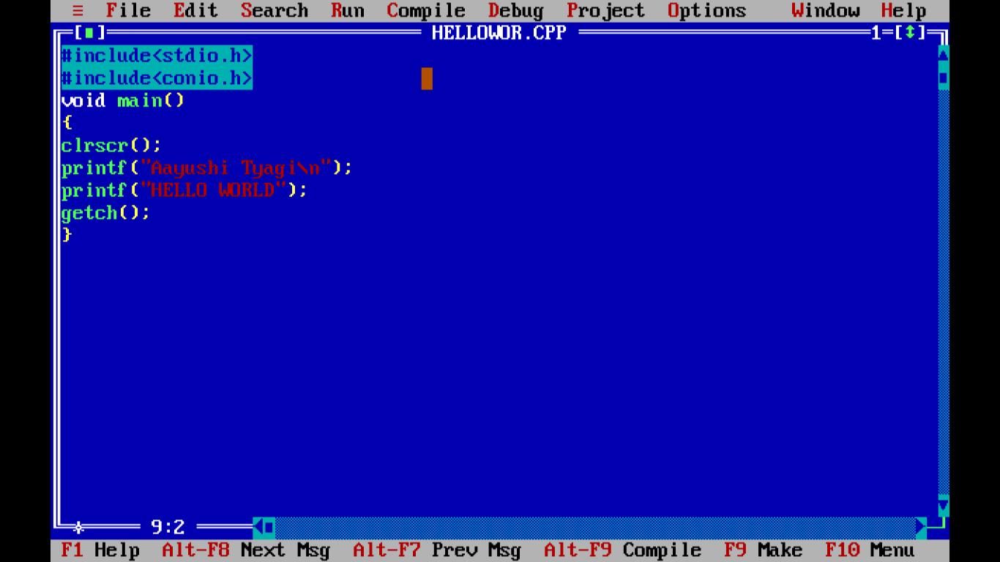 ≡ File Edit Search Run Compile Debug Project Options Window Help
[■] HELLOWOR.CPP 1=[↕]
#include<stdio.h>
#include<conio.h>
void main()
{
clrscr();
printf("Aayushi Tyagi\n");
printf("HELLO WORLD");
getch();
}
9:2
F1 Help Alt-F8 Next Msg Alt-F7 Prev Msg Alt-F9 Compile F9 Make F10 Menu